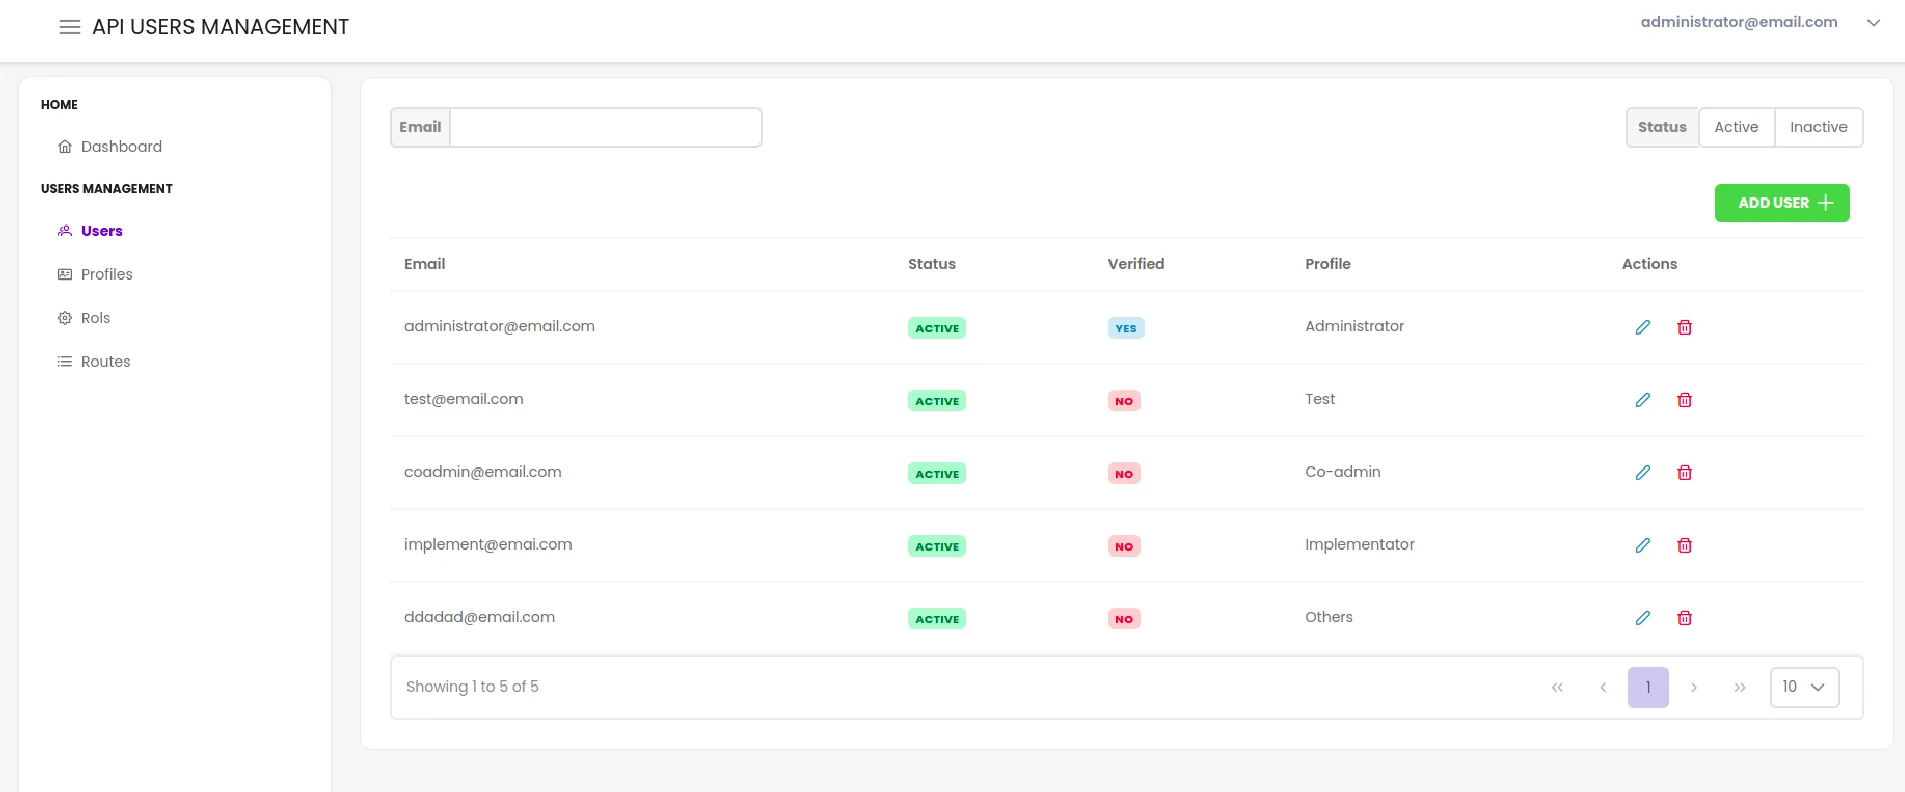 API USERS MANAGEMENT
administrator@email.com
HOME
Dashboard
USERS MANAGEMENT
Users
Profiles
Rols
Routes
Email
Status Active Inactive
ADD USER
Email Status Verified Profile Actions
administrator@email.com ACTIVE YES Administrator
test@email.com ACTIVE NO Test
coadmin@email.com ACTIVE NO Co-admin
implement@emai.com ACTIVE NO Implementator
ddadad@email.com ACTIVE NO Others
Showing 1 to 5 of 5 « ‹ 1 › » 10